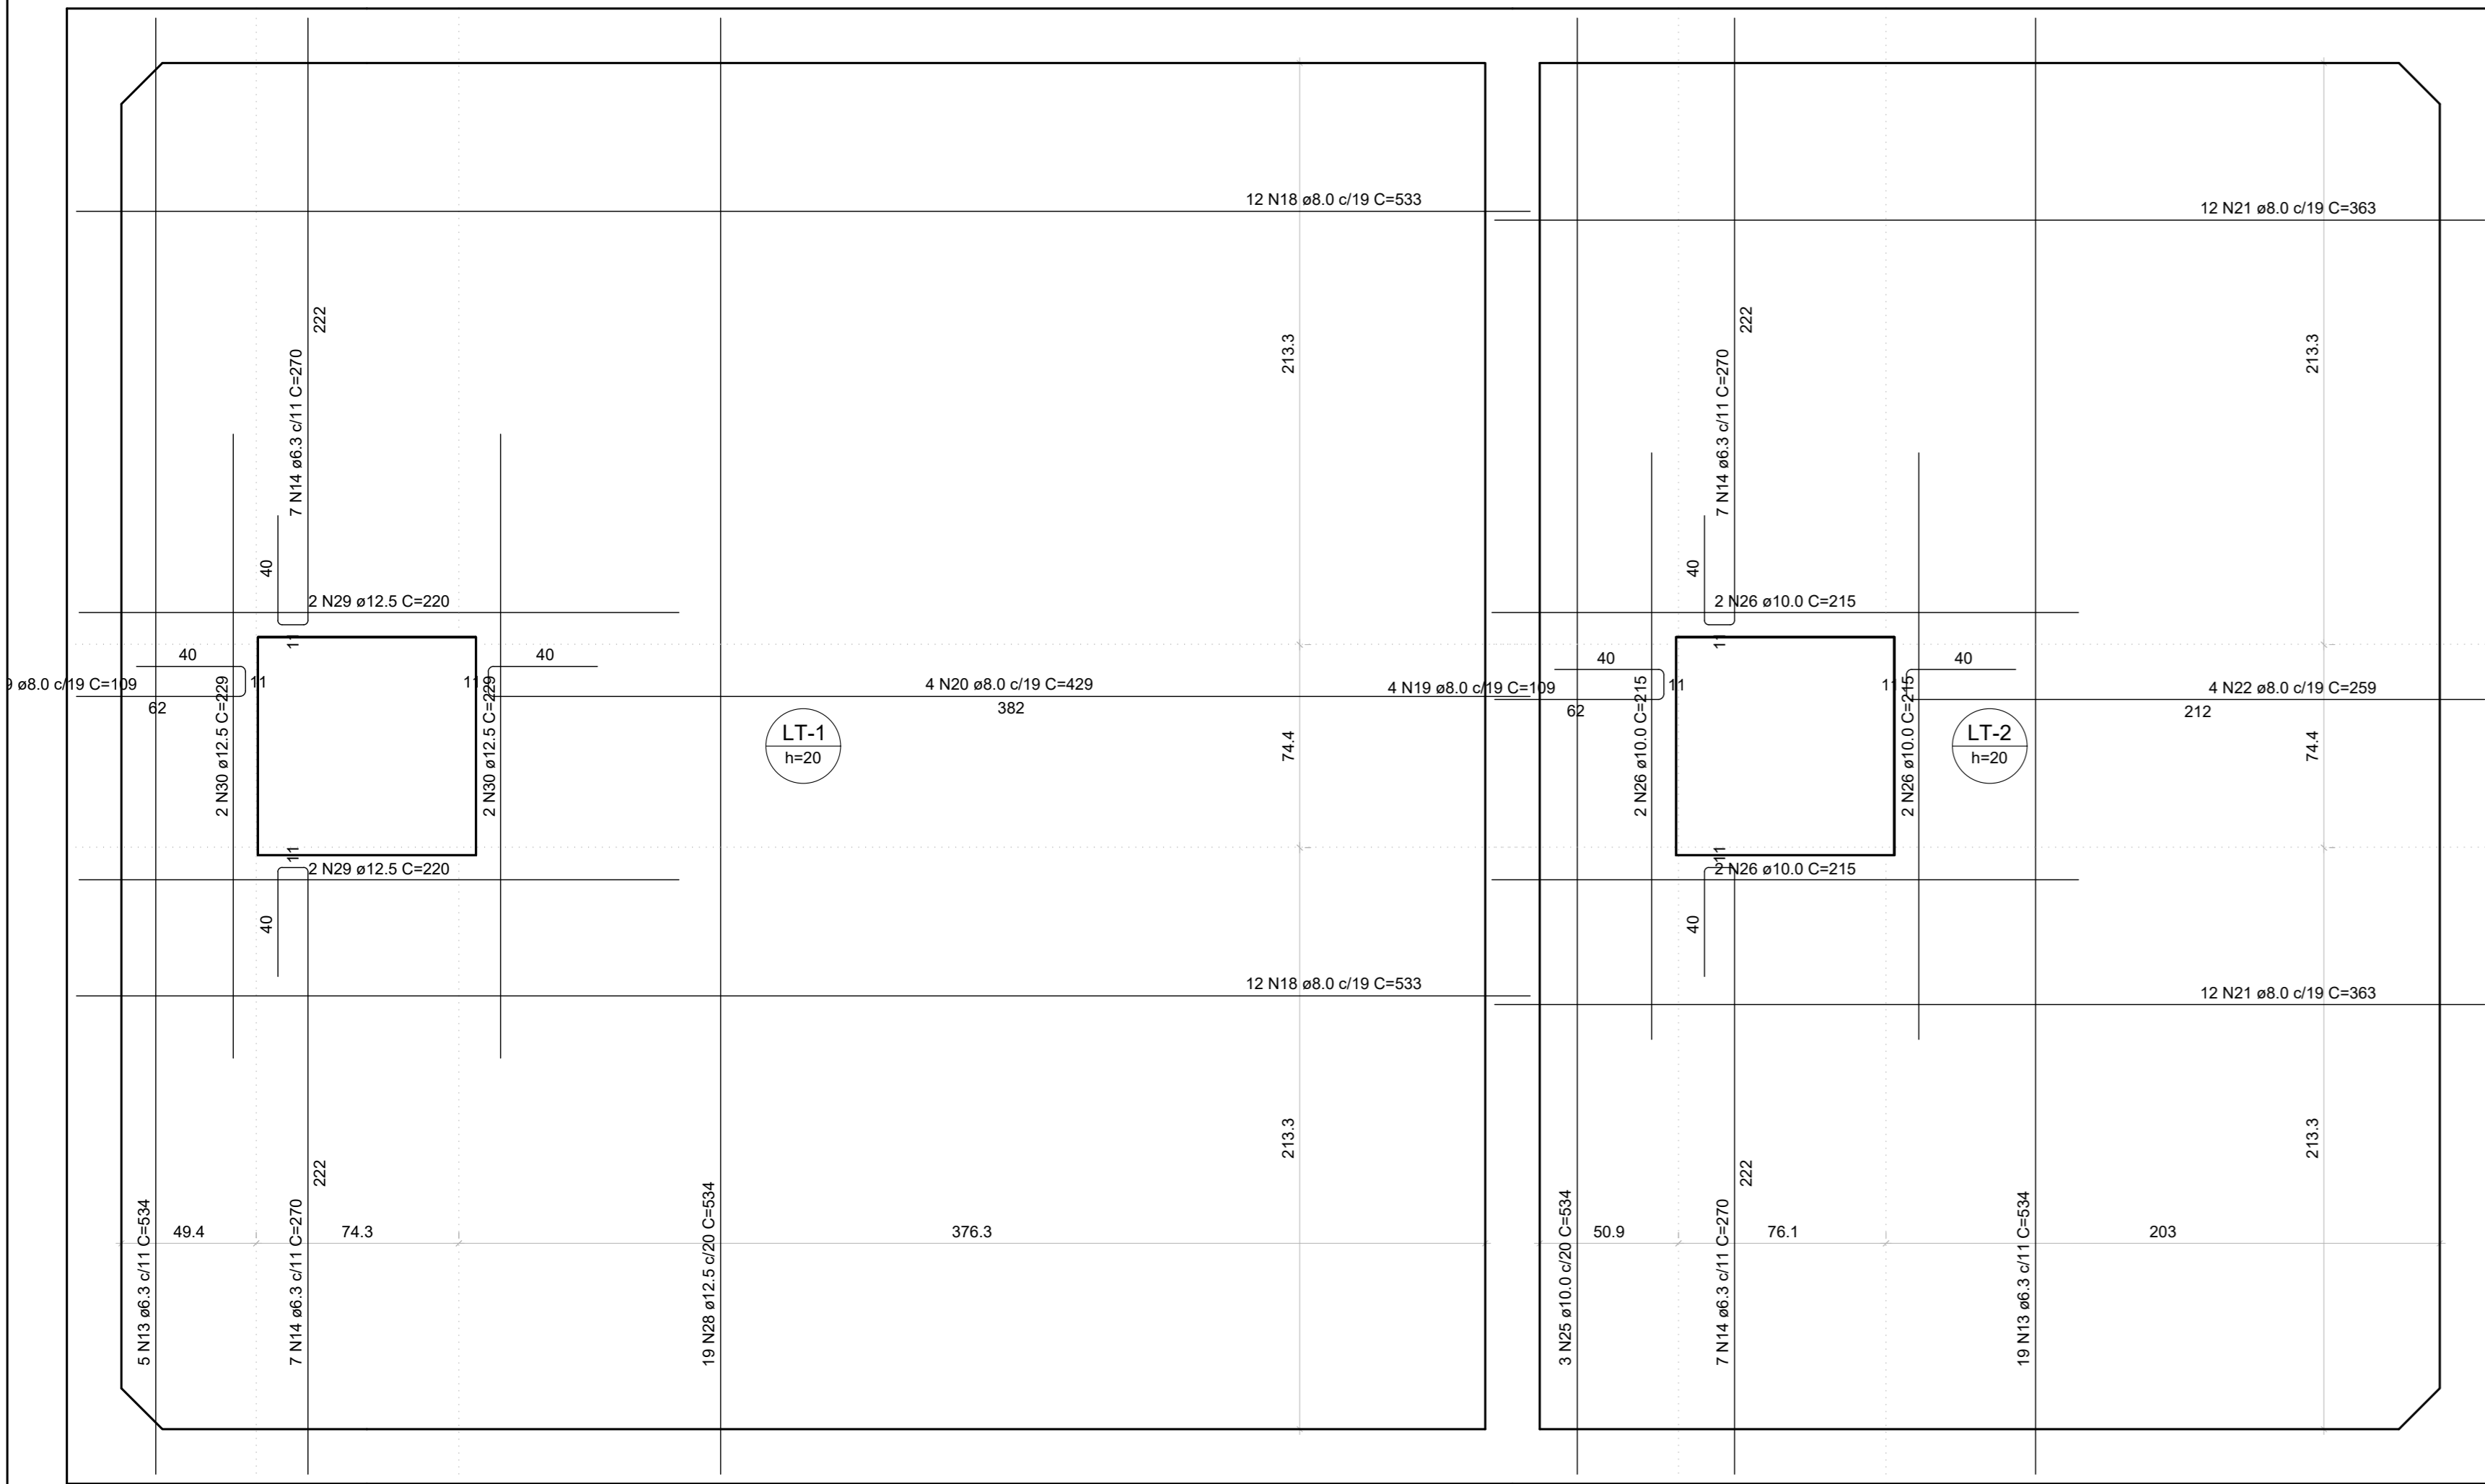 12 N18 ø8.0 c/19 C=533
12 N21 ø8.0 c/19 C=363
222
7 N14 ø6.3 c/11 C=270
213.3
222
7 N14 ø6.3 c/11 C=270
213.3
40
2 N29 ø12.5 C=220
11
40
2 N26 ø10.0 C=215
11
40
9 ø8.0 c/19 C=109
62
11
2 N30 ø12.5 C=229
40
11
2 N30 ø12.5 C=229
4 N20 ø8.0 c/19 C=429
382
LT-1
h=20
74.4
40
4 N19 ø8.0 c/19 C=109
62
11
2 N26 ø10.0 C=215
40
11
2 N26 ø10.0 C=215
4 N22 ø8.0 c/19 C=259
212
LT-2
h=20
74.4
11
2 N29 ø12.5 C=220
40
11
2 N26 ø10.0 C=215
40
12 N18 ø8.0 c/19 C=533
12 N21 ø8.0 c/19 C=363
213.3
213.3
5 N13 ø6.3 c/11 C=534
49.4
222
7 N14 ø6.3 c/11 C=270
74.3
19 N28 ø12.5 c/20 C=534
376.3
3 N25 ø10.0 c/20 C=534
50.9
222
7 N14 ø6.3 c/11 C=270
76.1
19 N13 ø6.3 c/11 C=534
203